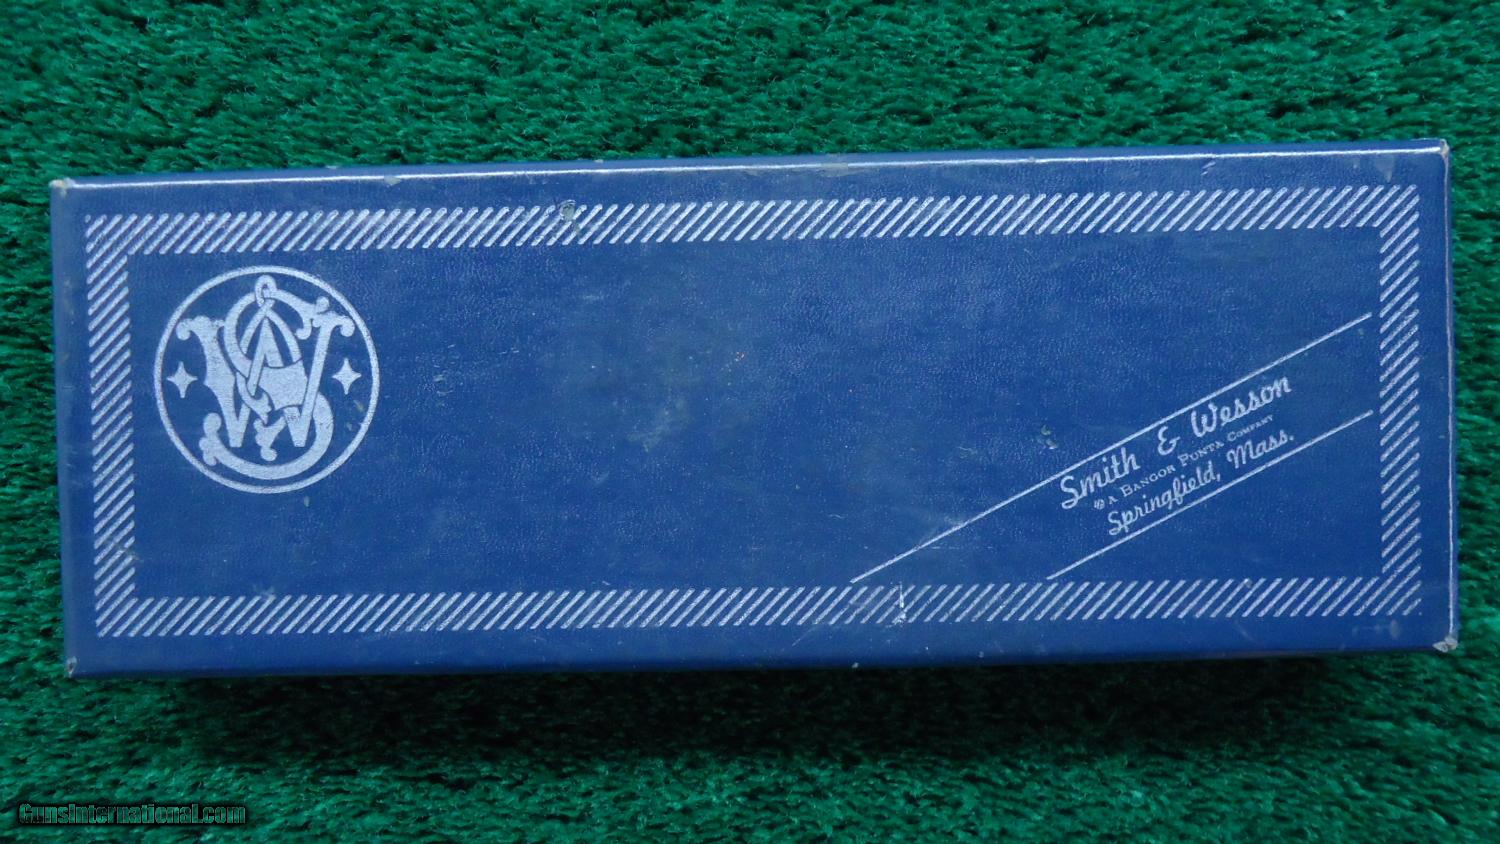 S&W
Smith & Wesson
A BANGOR PUNTA COMPANY
Springfield, Mass.
GunsInternational.com